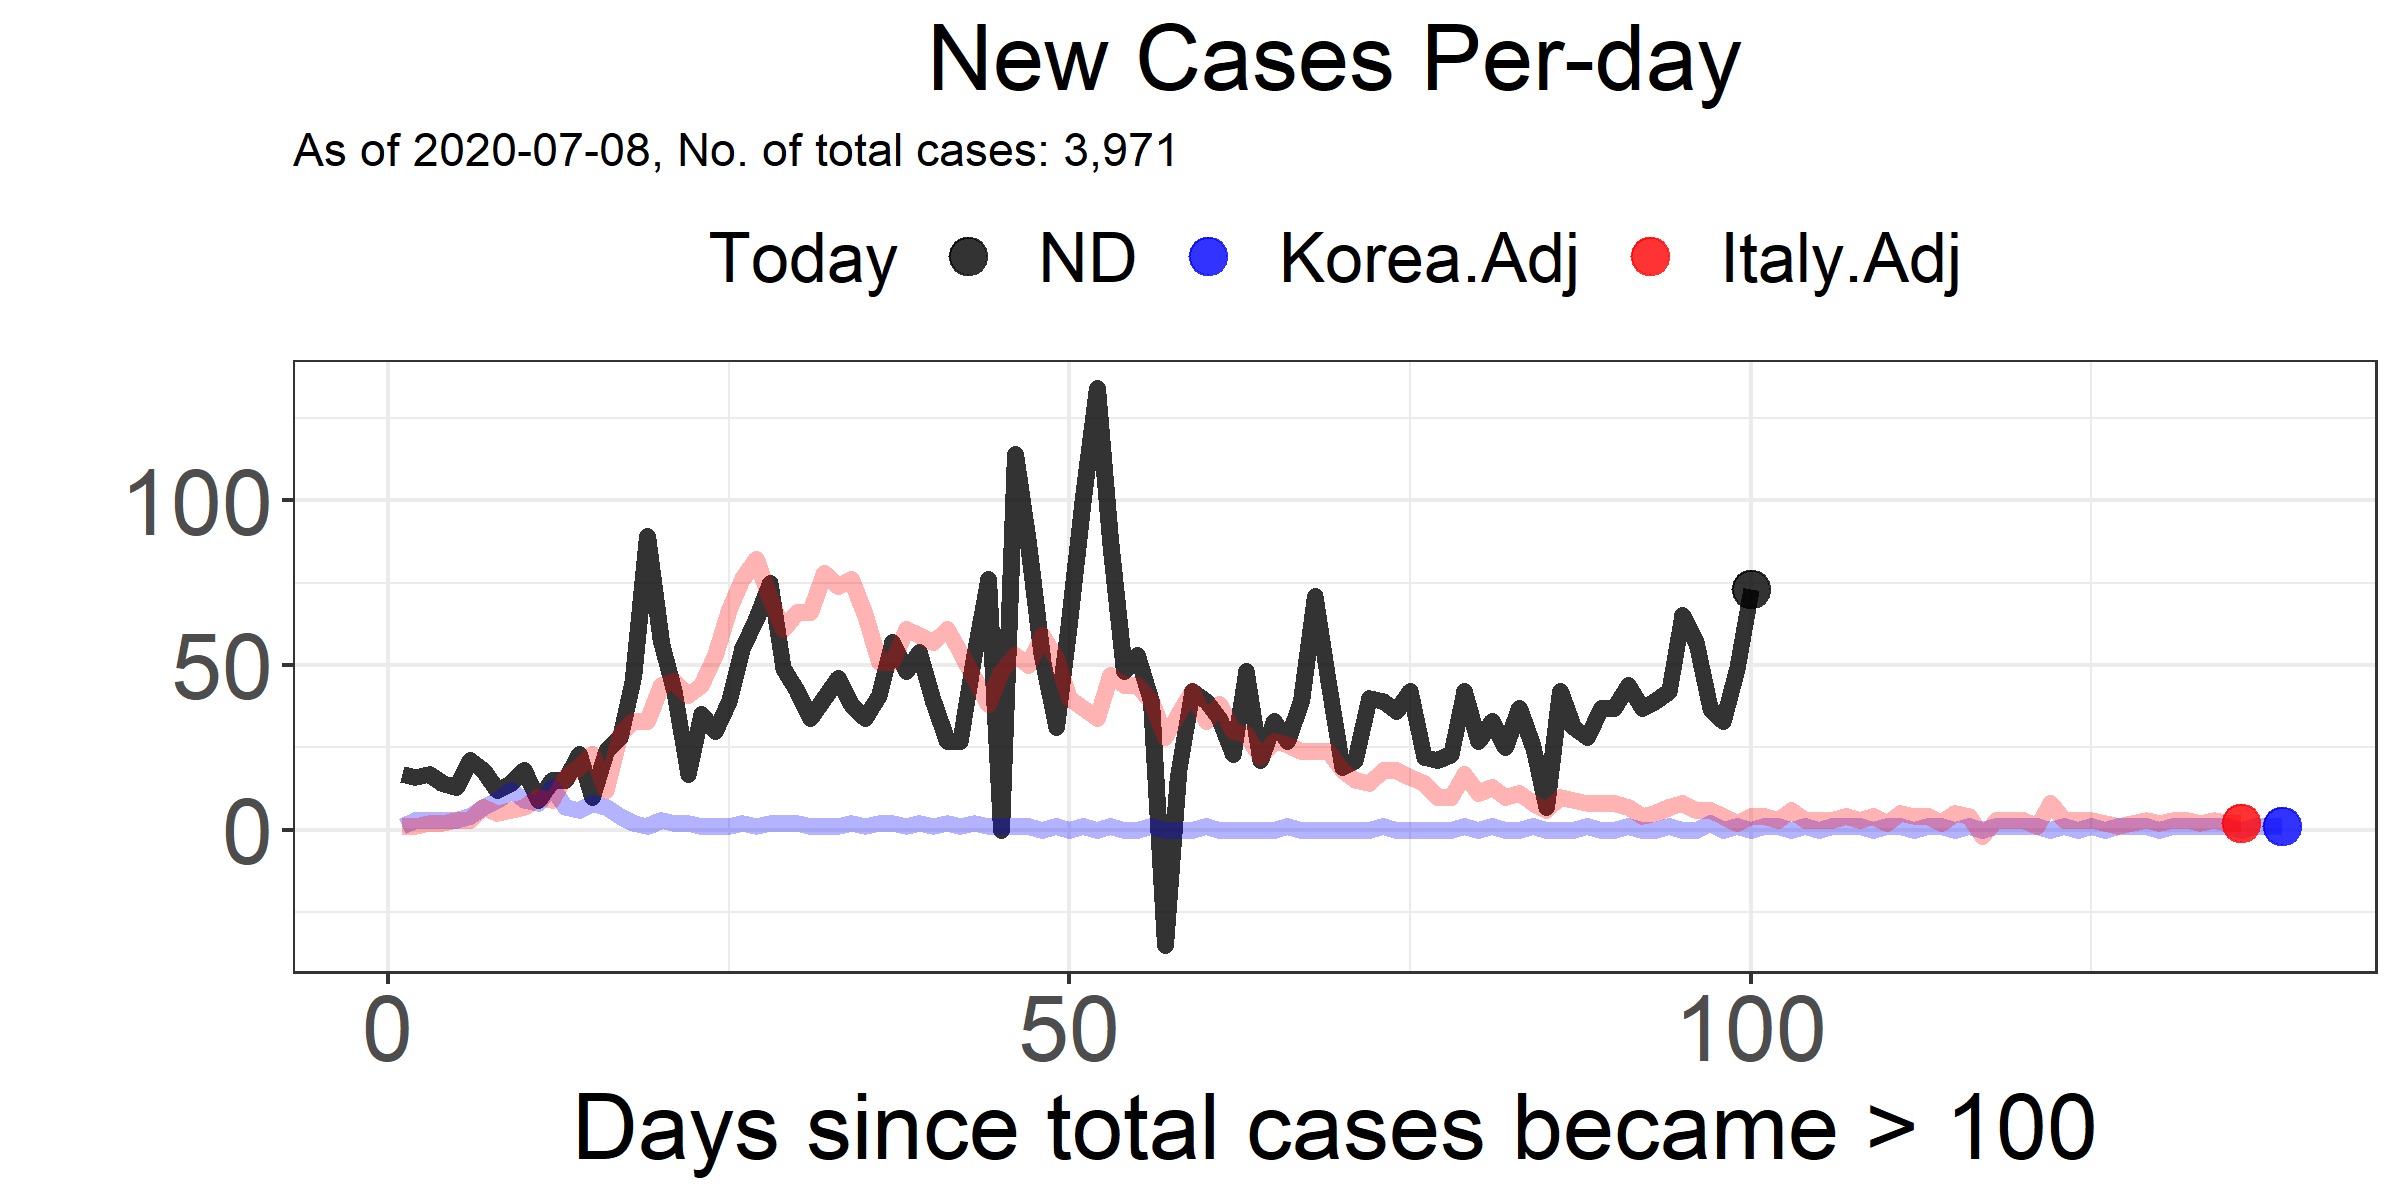 New Cases Per-day
As of 2020-07-08, No. of total cases: 3,971
Today ND Korea.Adj Italy.Adj
100
50
0
0 50 100
Days since total cases became > 100